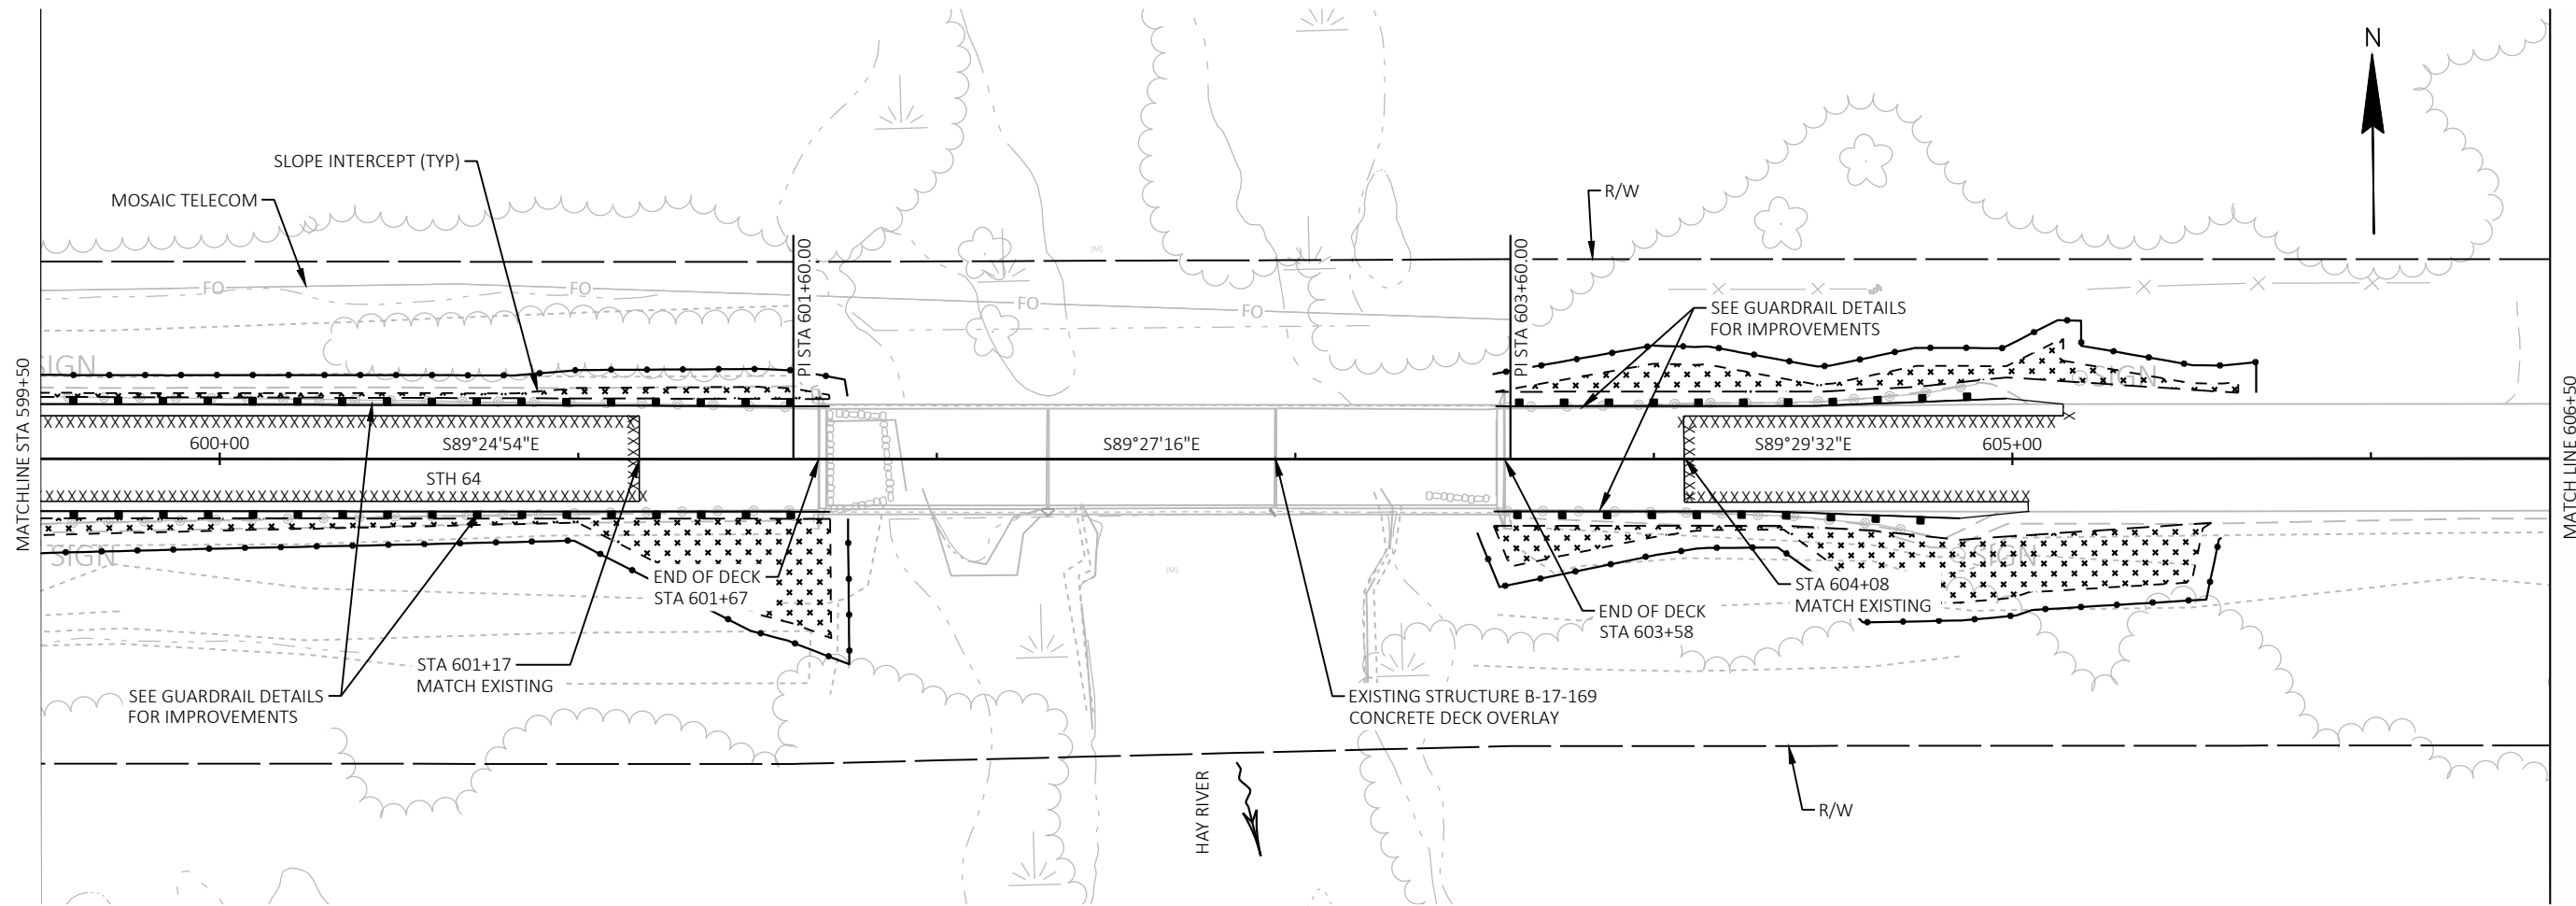 N
SLOPE INTERCEPT (TYP)
MOSAIC TELECOM
R/W
(M)
FO
FO
FO
FO
PI STA 601+60.00
PI STA 603+60.00
SEE GUARDRAIL DETAILS
FOR IMPROVEMENTS
SIGN
SIGN
MATCHLINE STA 599+50
MATCH LINE 606+50
600+00
S89°24'54"E
S89°27'16"E
S89°29'32"E
605+00
STH 64
SIGN
SIGN
END OF DECK
STA 601+67
(M)
STA 604+08
MATCH EXISTING
END OF DECK
STA 603+58
STA 601+17
MATCH EXISTING
SEE GUARDRAIL DETAILS
FOR IMPROVEMENTS
EXISTING STRUCTURE B-17-169
CONCRETE DECK OVERLAY
HAY RIVER
R/W